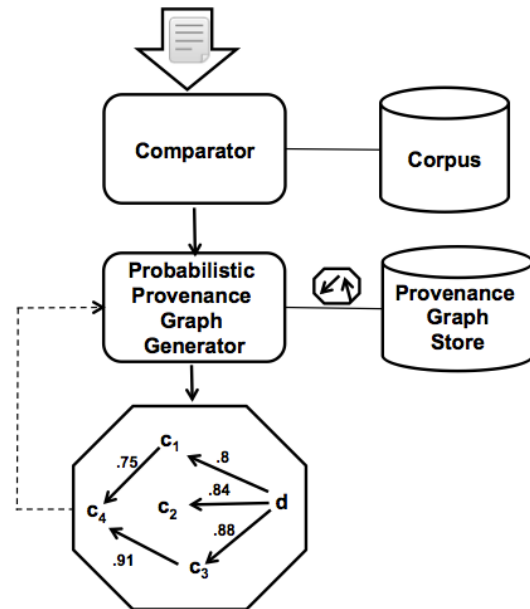 Comparator
Corpus
Probabilistic
Provenance
Graph
Generator
Provenance
Graph
Store
c1
.75
.8
.84
c2
d
c4
.88
.91
c3